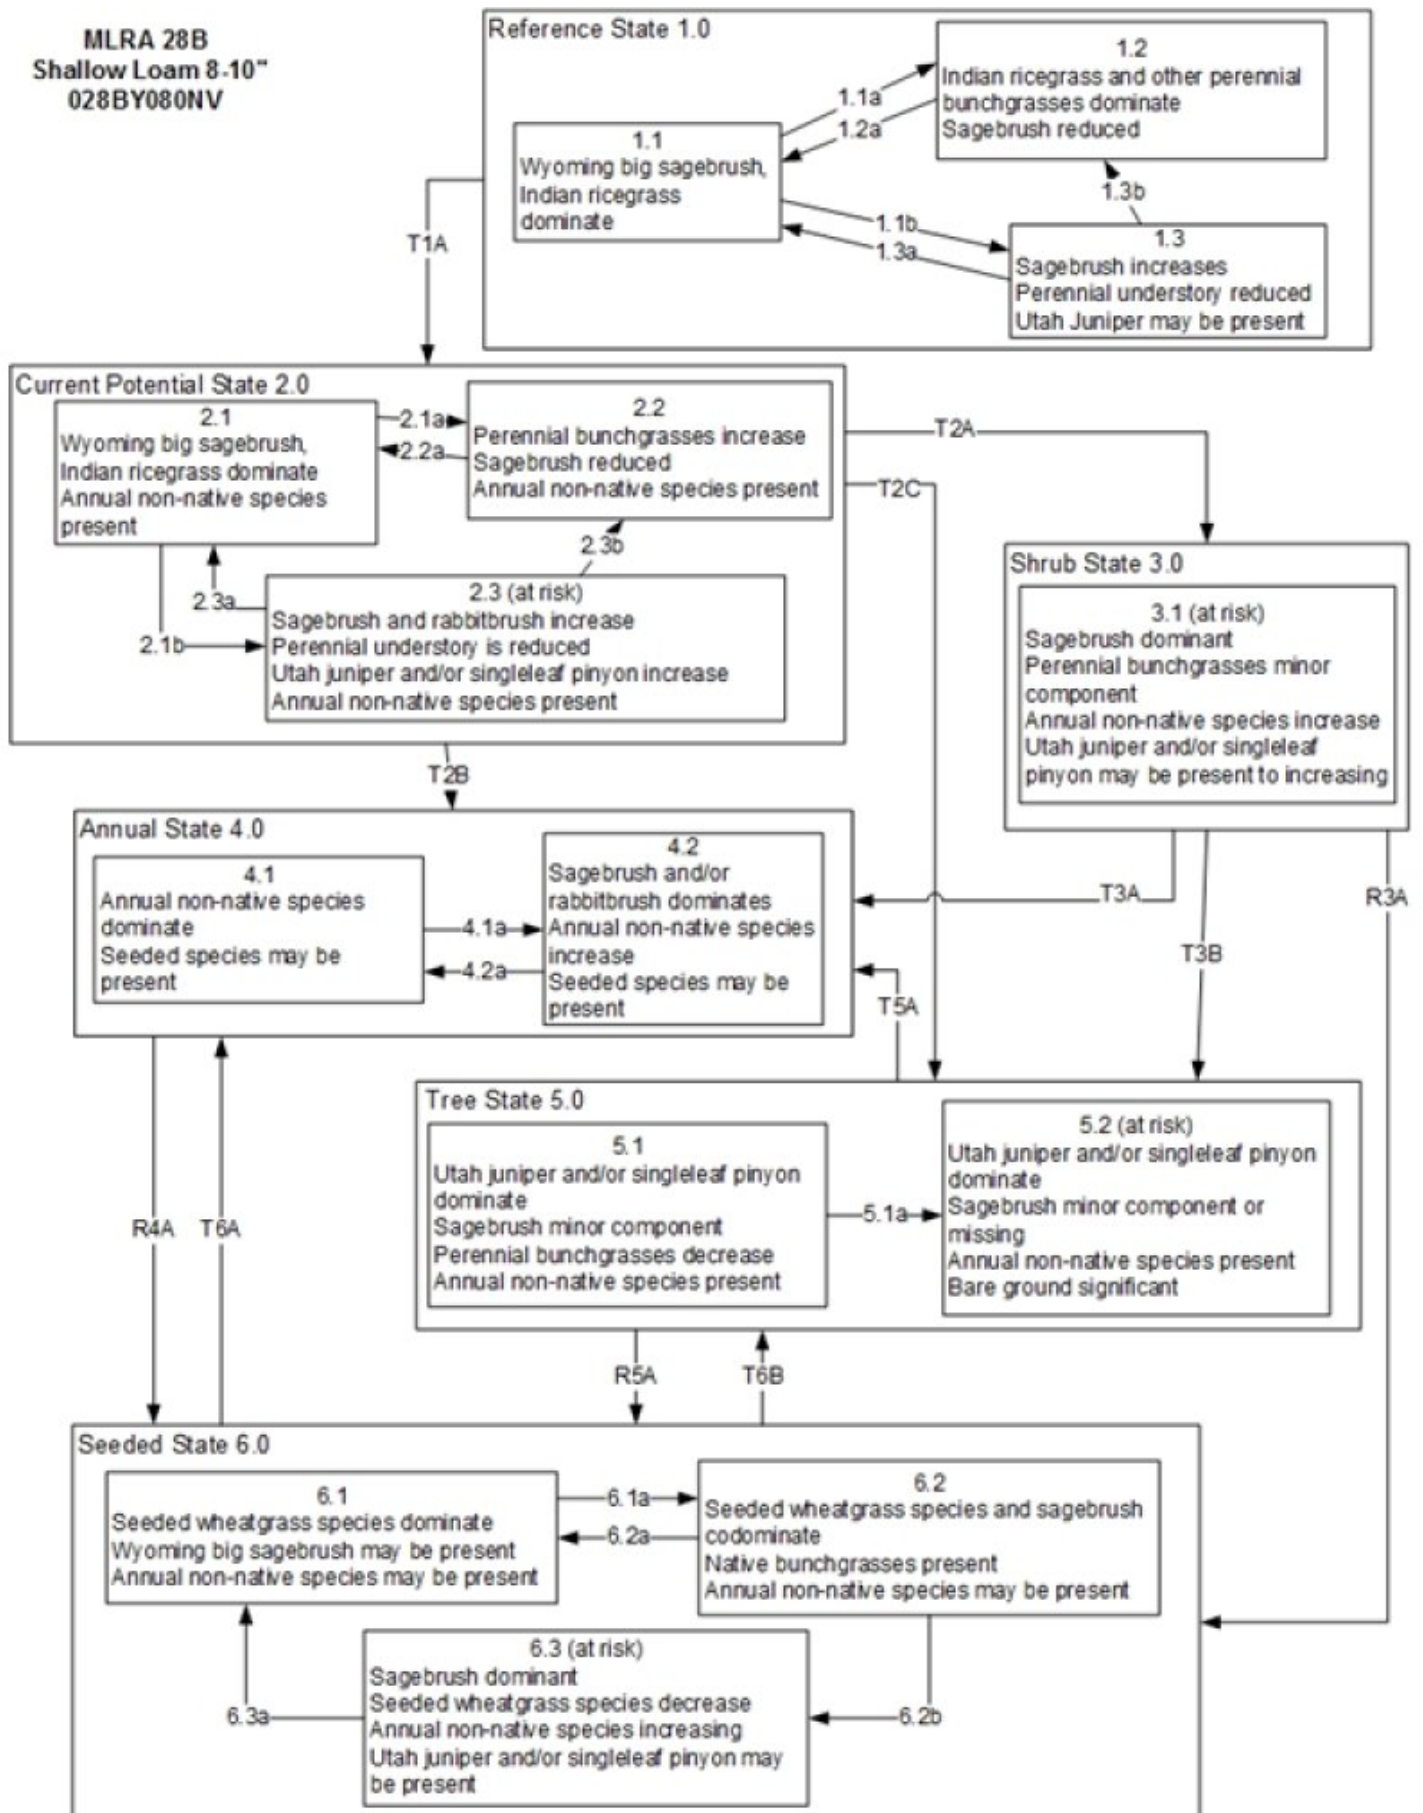 MLRA 28B
Shallow Loam 8-10"
028BY080NV
Reference State 1.0
1.1
Wyoming big sagebrush,
Indian ricegrass
dominate
1.1a
1.2a
1.2
Indian ricegrass and other perennial
bunchgrasses dominate
Sagebrush reduced
1.3b
1.1b
1.3a
1.3
Sagebrush increases
Perennial understory reduced
Utah Juniper may be present
T1A
Current Potential State 2.0
2.1
Wyoming big sagebrush,
Indian ricegrass dominate
Annual non-native species
present
2.1a
2.2a
2.2
Perennial bunchgrasses increase
Sagebrush reduced
Annual non-native species present
2.3b
2.3a
2.1b
2.3 (at risk)
Sagebrush and rabbitbrush increase
Perennial understory is reduced
Utah juniper and/or singleleaf pinyon increase
Annual non-native species present
T2A
T2C
Shrub State 3.0
3.1 (at risk)
Sagebrush dominant
Perennial bunchgrasses minor
component
Annual non-native species increase
Utah juniper and/or singleleaf
pinyon may be present to increasing
T2B
Annual State 4.0
4.1
Annual non-native species
dominate
Seeded species may be
present
4.1a
4.2a
4.2
Sagebrush and/or
rabbitbrush dominates
Annual non-native species
increase
Seeded species may be
present
T3A
R3A
T3B
T5A
Tree State 5.0
5.1
Utah juniper and/or singleleaf pinyon
dominate
Sagebrush minor component
Perennial bunchgrasses decrease
Annual non-native species present
5.1a
5.2 (at risk)
Utah juniper and/or singleleaf pinyon
dominate
Sagebrush minor component or
missing
Annual non-native species present
Bare ground significant
R4A
T6A
R5A
T6B
Seeded State 6.0
6.1
Seeded wheatgrass species dominate
Wyoming big sagebrush may be present
Annual non-native species may be present
6.1a
6.2a
6.2
Seeded wheatgrass species and sagebrush
codominate
Native bunchgrasses present
Annual non-native species may be present
6.3a
6.3 (at risk)
Sagebrush dominant
Seeded wheatgrass species decrease
Annual non-native species increasing
Utah juniper and/or singleleaf pinyon may
be present
6.2b